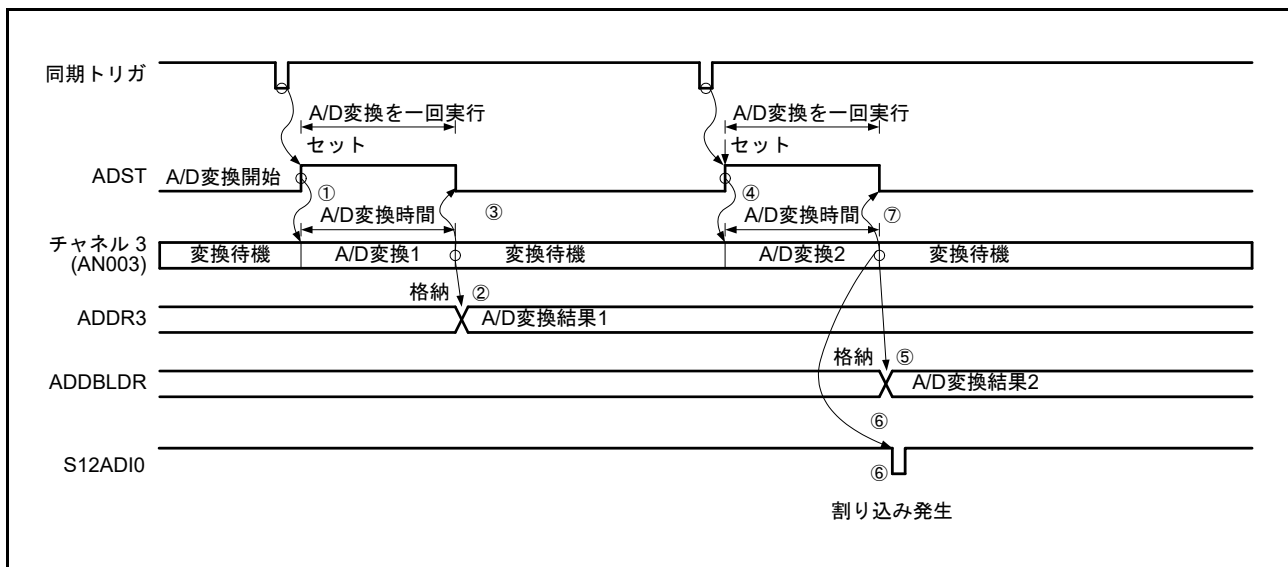 同期トリガ
A/D変換を一回実行
A/D変換を一回実行
セット
セット
ADST
A/D変換開始
①
④
A/D変換時間
③
A/D変換時間
⑦
チャネル 3
(AN003)
変換待機
A/D変換1
変換待機
A/D変換2
変換待機
格納
②
ADDR3
A/D変換結果1
格納
⑤
ADDBLDR
A/D変換結果2
⑥
S12ADI0
⑥
割り込み発生